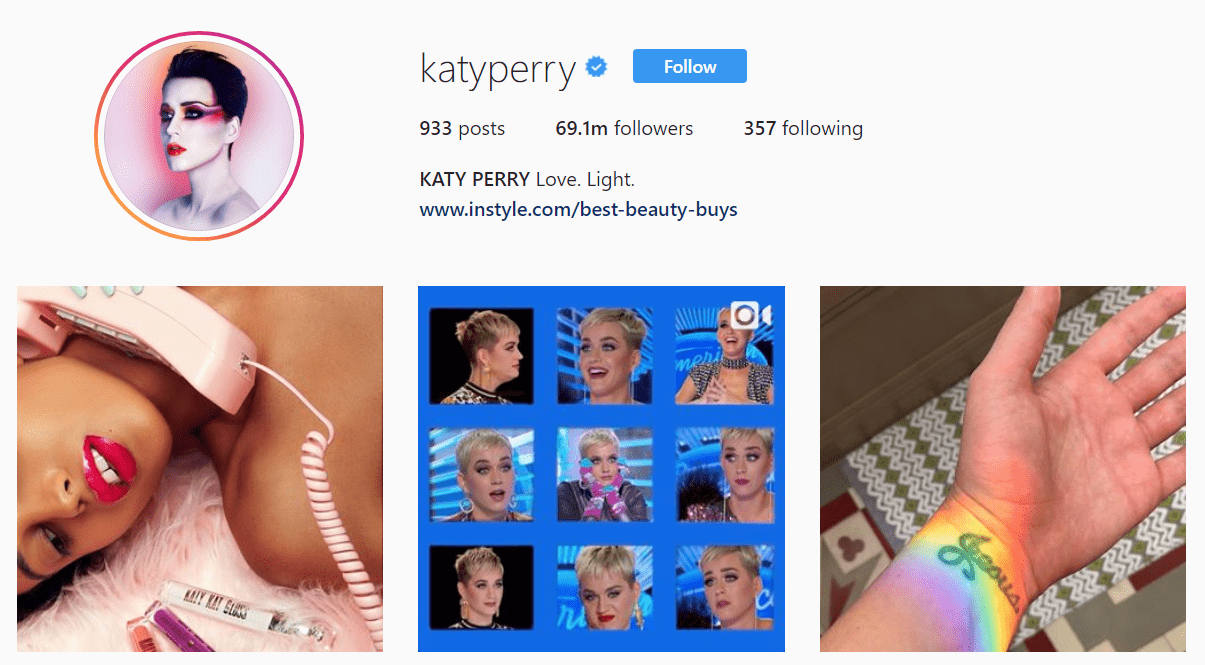 katyperry
Follow
933 posts 69.1m followers 357 following
KATY PERRY Love. Light.
www.instyle.com/best-beauty-buys
KATY KAT GLOSS
Jesus